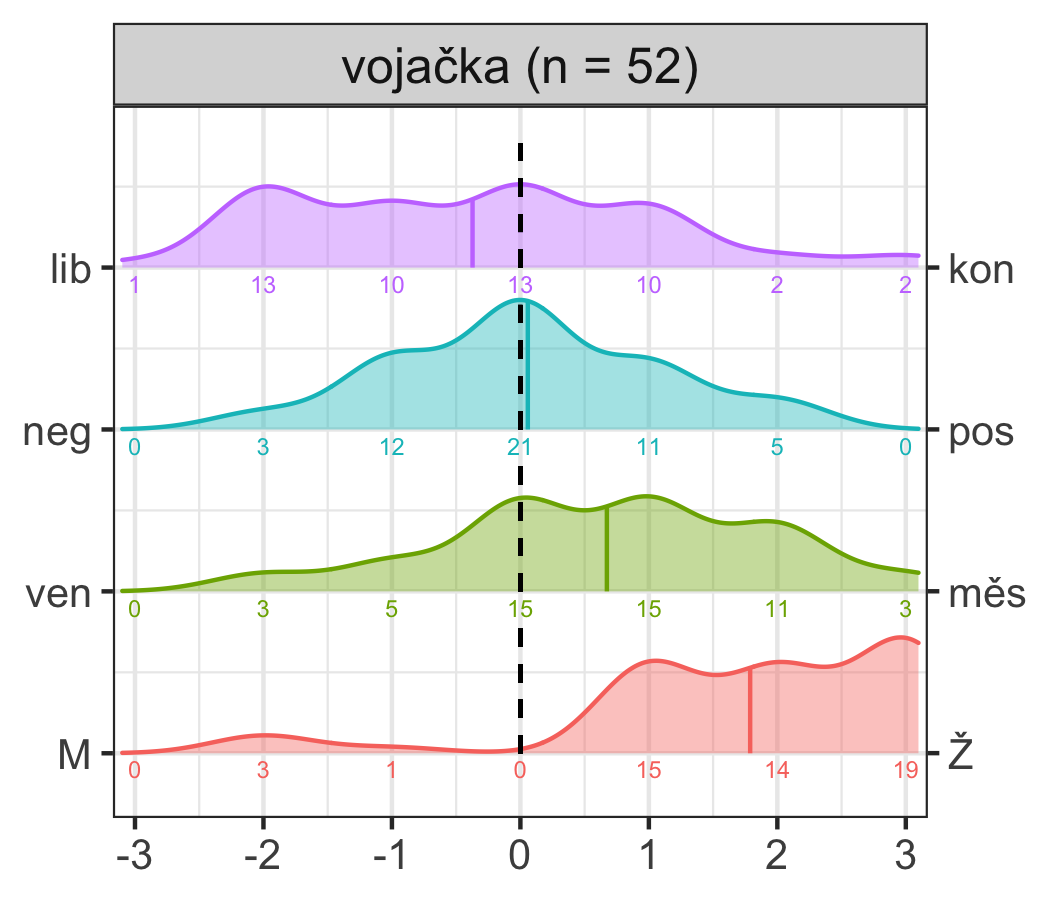 vojačka (n = 52)
lib kon
1 13 10 13 10 2 2
neg pos
0 3 12 21 11 5 0
ven měs
0 3 5 15 15 11 3
M Ž
0 3 1 0 15 14 19
-3 -2 -1 0 1 2 3